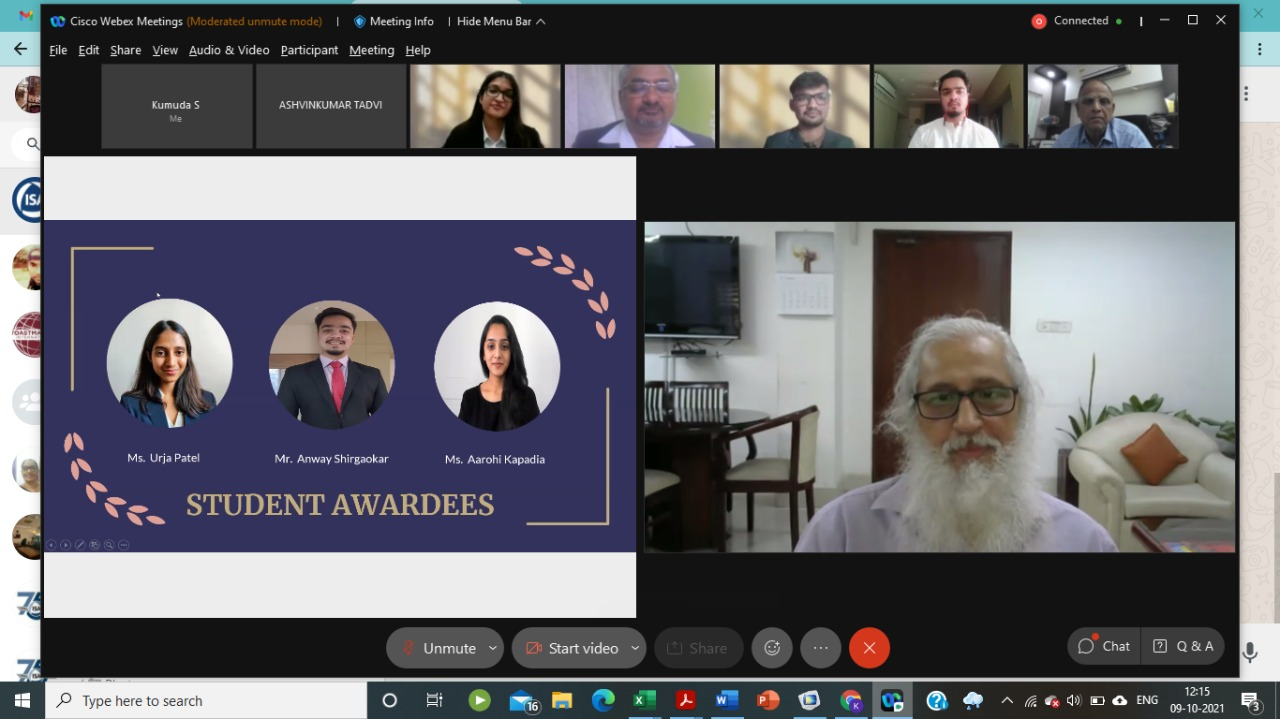 Cisco Webex Meetings (Moderated unmute mode) | Meeting Info | Hide Menu Bar
Connected
File Edit Share View Audio & Video Participant Meeting Help
Kumuda S
Me
ASHVINKUMAR TADVI
Ms. Urja Patel
Mr. Anway Shirgaokar
Ms. Aarohi Kapadia
STUDENT AWARDEES
Unmute
Start video
Share
Chat
Q & A
Type here to search
16
ENG
12:15
09-10-2021
3